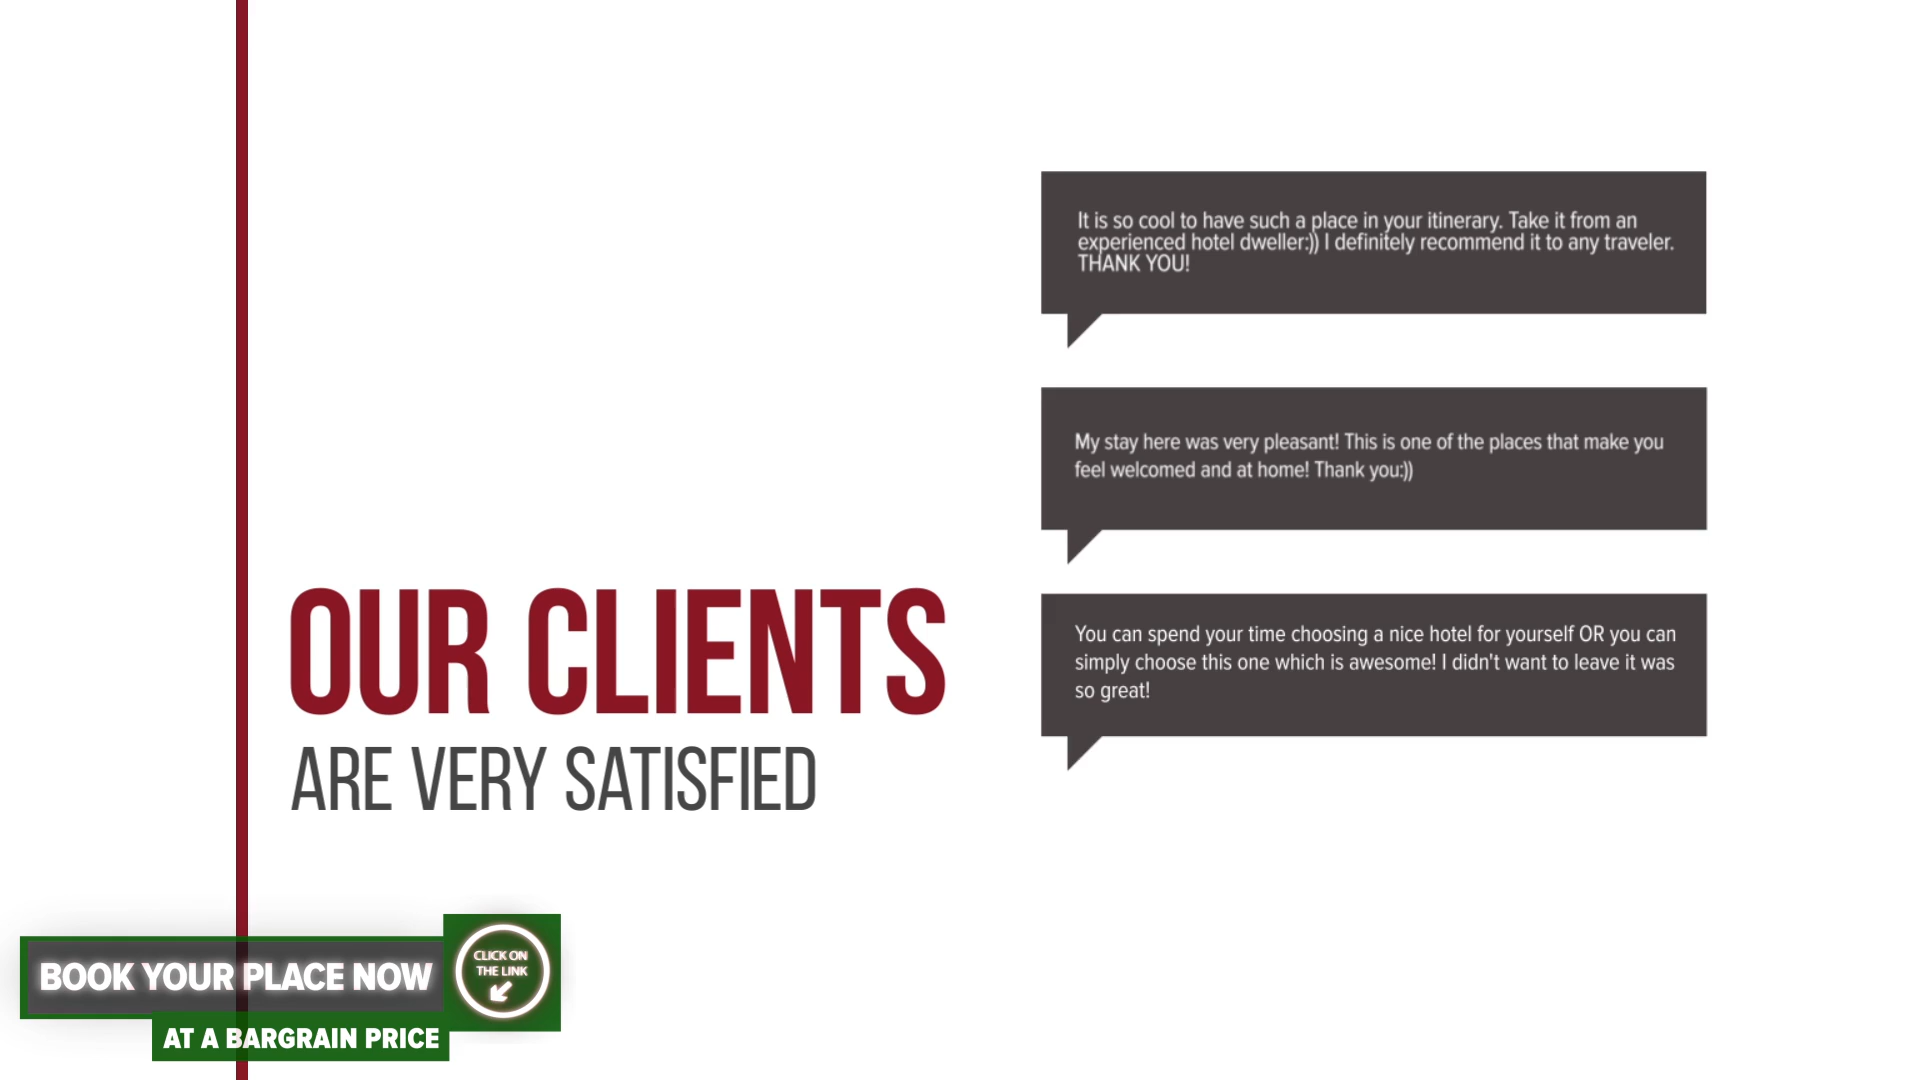 It is so cool to have such a place in your itinerary. Take it from an
experienced hotel dweller:)) I definitely recommend it to any traveler.
THANK YOU!
My stay here was very pleasant! This is one of the places that make you
feel welcomed and at home! Thank you:))
You can spend your time choosing a nice hotel for yourself OR you can
simply choose this one which is awesome! I didn't want to leave it was
so great!
OUR CLIENTS
ARE VERY SATISFIED
BOOK YOUR PLACE NOW
CLICK ON
THE LINK
AT A BARGRAIN PRICE